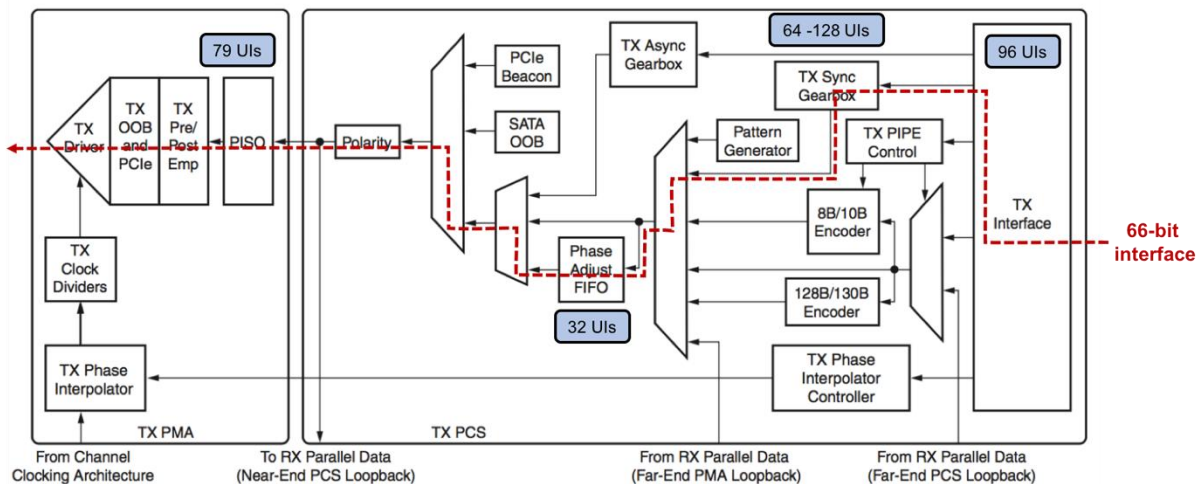 79 UIs
64 -128 UIs
96 UIs
TX Async
Gearbox
PCIe
Beacon
TX Sync
Gearbox
TX
Driver
TX
OOB
and
PCIe
TX
Pre/
Rest
Emp
PISO
Polarity
SATA
OOB
Pattern
Generator
TX PIPE
Control
TX
Interface
8B/10B
Encoder
66-bit
interface
TX
Clock
Dividers
Phase
Adjust
FIFO
128B/130B
Encoder
32 UIs
TX Phase
Interpolator
TX Phase
Interpolator
Controller
TX PMA
TX PCS
From Channel
Clocking Architecture
To RX Parallel Data
(Near-End PCS Loopback)
From RX Parallel Data
(Far-End PMA Loopback)
From RX Parallel Data
(Far-End PCS Loopback)